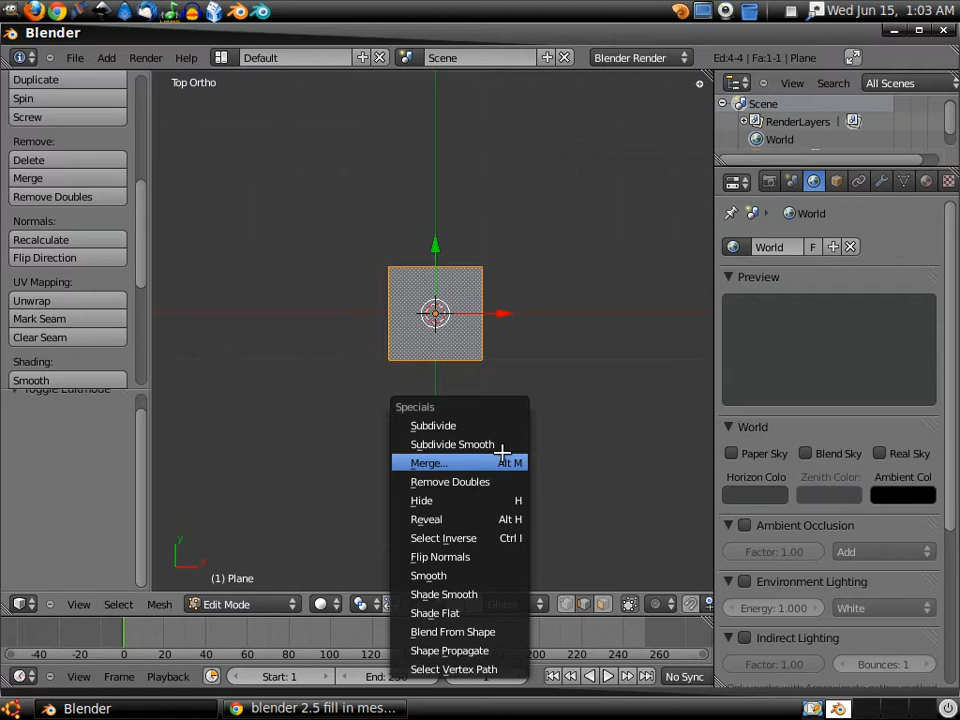 Wed Jun 15, 1:03 AM
Blender
File Add Render Help Default Scene Blender Render Ed:4-4 | Fa:1-1 | Plane
Duplicate
Spin
Screw
Remove:
Delete
Merge
Remove Doubles
Normals:
Recalculate
Flip Direction
UV Mapping:
Unwrap
Mark Seam
Clear Seam
Shading:
Smooth
Toggle Editmode
Top Ortho
y
(1) Plane
Specials
Subdivide
Subdivide Smooth
Merge... Alt M
Remove Doubles
Hide H
Reveal Alt H
Select Inverse Ctrl I
Flip Normals
Smooth
Shade Smooth
Shade Flat
Blend From Shape
Shape Propagate
Select Vertex Path
View Search All Scenes
Scene
RenderLayers
World
World
World F
Preview
World
Paper Sky Blend Sky Real Sky
Horizon Colo Zenith Color: Ambient Col
Ambient Occlusion
Factor: 1.00 Add
Environment Lighting
Energy: 1.000 White
Indirect Lighting
Factor: 1.00 Bounces: 1
View Select Mesh Edit Mode Global
-40 -20 0 20 40 60 80 100 120 180 200 220 240 260
View Frame Playback Start: 1 End: 250 1 No Sync
Blender blender 2.5 fill in mes...